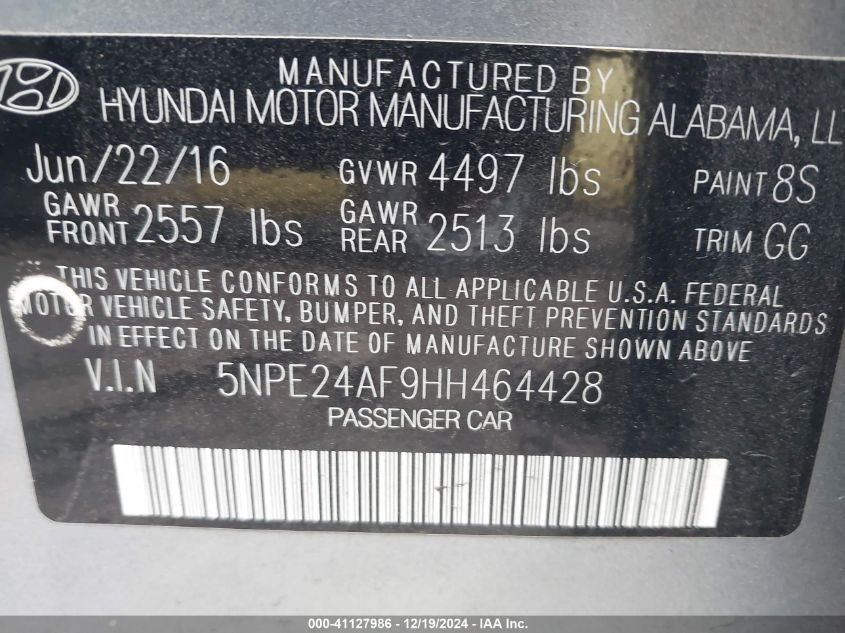 MANUFACTURED BY
HYUNDAI MOTOR MANUFACTURING ALABAMA, LL
Jun/22/16 GVWR 4497 lbs PAINT 8S
GAWR FRONT 2557 lbs GAWR REAR 2513 lbs TRIM GG
THIS VEHICLE CONFORMS TO ALL APPLICABLE U.S.A. FEDERAL
MOTOR VEHICLE SAFETY, BUMPER, AND THEFT PREVENTION STANDARDS
IN EFFECT ON THE DATE OF MANUFACTURE SHOWN ABOVE
V.I.N 5NPE24AF9HH464428
PASSENGER CAR
000-41127986 - 12/19/2024 - IAA Inc.